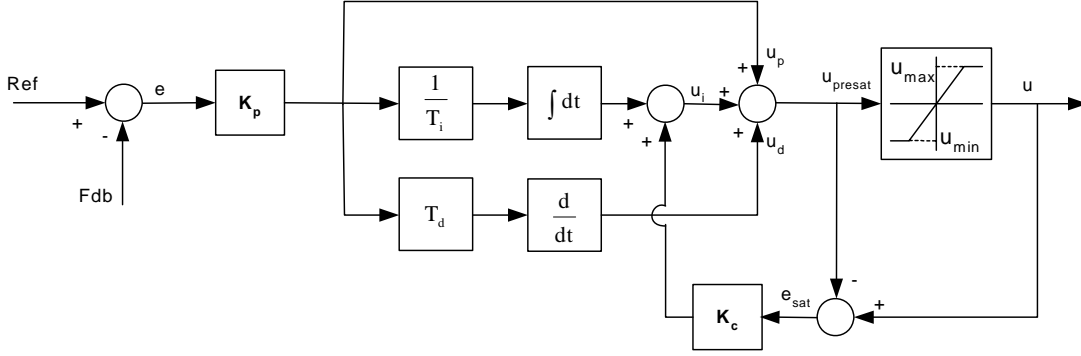 Ref
+
-
Fdb
e
K_p
1
T_i
∫ dt
T_d
d
dt
+
+
u_i
+
+
+
u_p
u_d
u_presat
u_max
u_min
u
-
+
e_sat
K_c